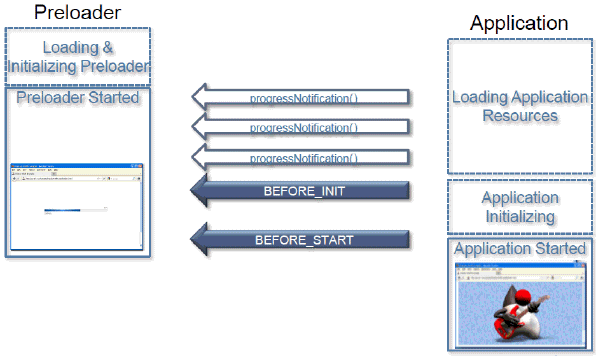 Preloader
Application
Loading &
Initializing Preloader
Preloader Started
progressNotification()
progressNotification()
progressNotification()
BEFORE_INIT
BEFORE_START
Loading Application
Resources
Application
Initializing
Application Started